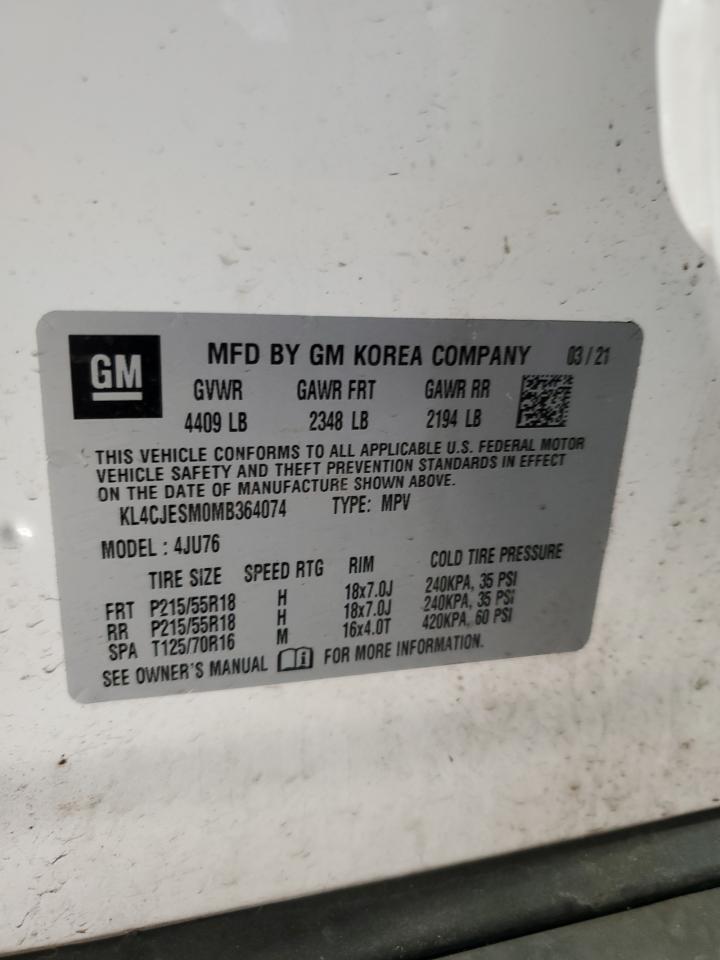 GM MFD BY GM KOREA COMPANY 03/21
GVWR GAWR FRT GAWR RR
4409 LB 2348 LB 2194 LB
THIS VEHICLE CONFORMS TO ALL APPLICABLE U.S. FEDERAL MOTOR
VEHICLE SAFETY AND THEFT PREVENTION STANDARDS IN EFFECT
ON THE DATE OF MANUFACTURE SHOWN ABOVE.
KL4CJESM0MB364074 TYPE: MPV
MODEL : 4JU76
TIRE SIZE SPEED RTG RIM COLD TIRE PRESSURE
FRT P215/55R18 H 18x7.0J 240KPA, 35 PSI
RR P215/55R18 H 18x7.0J 240KPA, 35 PSI
SPA T125/70R16 M 16x4.0T 420KPA, 60 PSI
SEE OWNER'S MANUAL i FOR MORE INFORMATION.